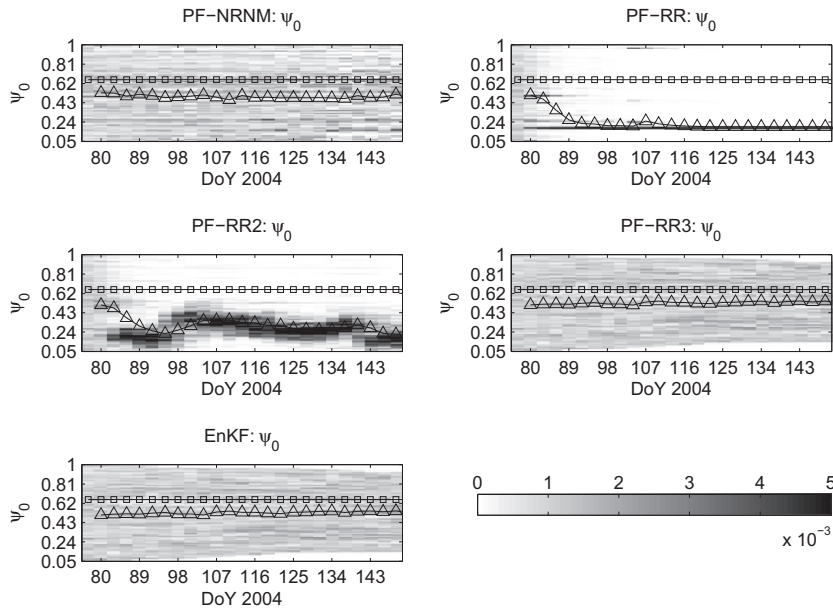 PF−NRNM: ψ0
ψ0
1
0.81
0.62
0.43
0.24
0.05
80 89 98 107 116 125 134 143
DoY 2004
PF−RR: ψ0
1
0.81
0.62
0.43
0.24
0.05
80 89 98 107 116 125 134 143
DoY 2004
PF−RR2: ψ0
ψ0
1
0.81
0.62
0.43
0.24
0.05
80 89 98 107 116 125 134 143
DoY 2004
PF−RR3: ψ0
ψ0
1
0.81
0.62
0.43
0.24
0.05
80 89 98 107 116 125 134 143
DoY 2004
EnKF: ψ0
ψ0
1
0.81
0.62
0.43
0.24
0.05
80 89 98 107 116 125 134 143
DoY 2004
0 1 2 3 4 5
x 10−3